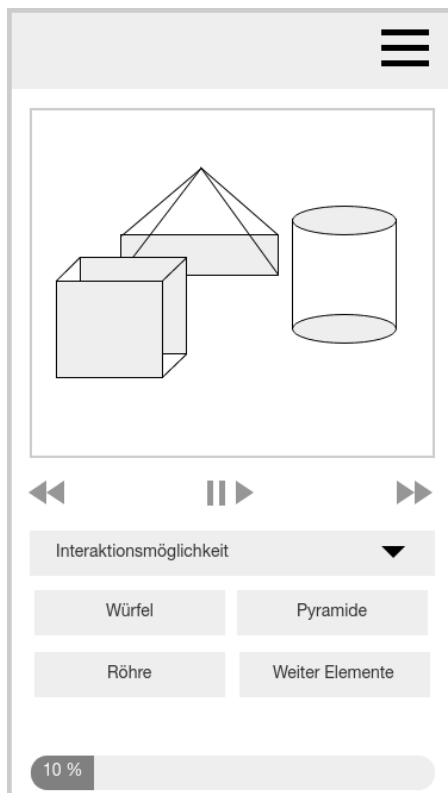 Interaktionsmöglichkeit
Würfel
Pyramide
Röhre
Weiter Elemente
10 %